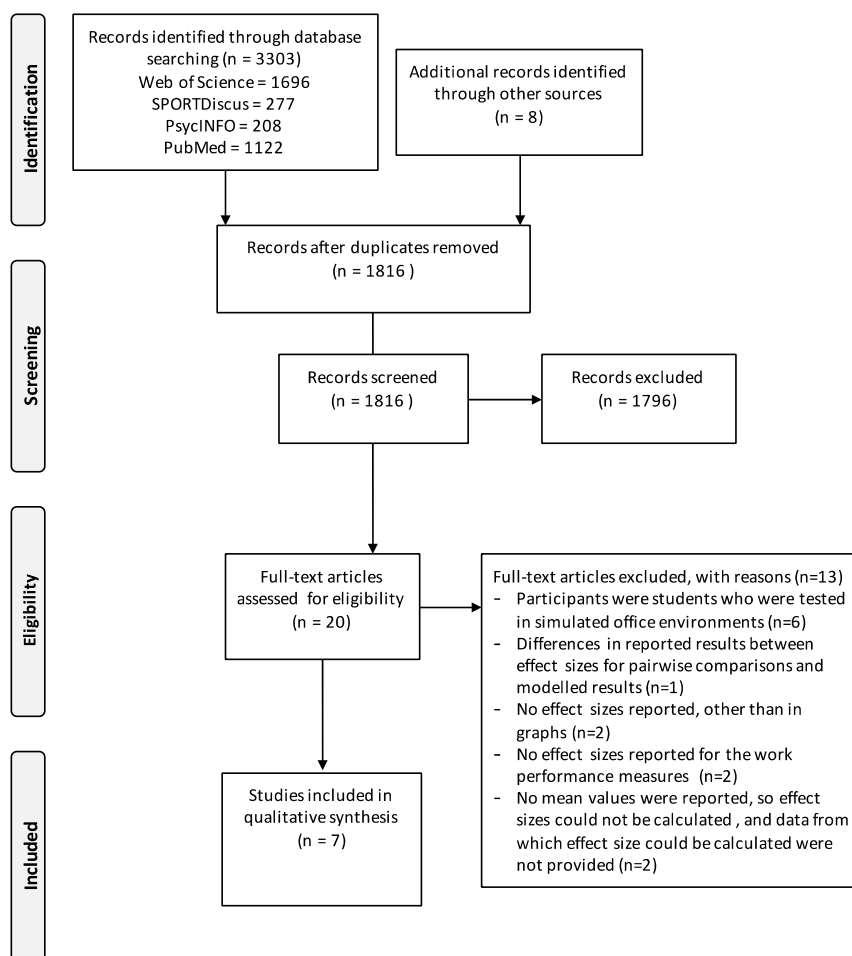 Identification
Records identified through database
searching (n = 3303)
Web of Science = 1696
SPORTDiscus = 277
PsycINFO = 208
PubMed = 1122
Additional records identified
through other sources
(n = 8)
Records after duplicates removed
(n = 1816 )
Screening
Records screened
(n = 1816 )
Records excluded
(n = 1796)
Eligibility
Full-text articles
assessed for eligibility
(n = 20)
Full-text articles excluded, with reasons (n=13)
- Participants were students who were tested
in simulated office environments (n=6)
- Differences in reported results between
effect sizes for pairwise comparisons and
modelled results (n=1)
- No effect sizes reported, other than in
graphs (n=2)
- No effect sizes reported for the work
performance measures (n=2)
- No mean values were reported, so effect
sizes could not be calculated , and data from
which effect size could be calculated were
not provided (n=2)
Included
Studies included in
qualitative synthesis
(n = 7)